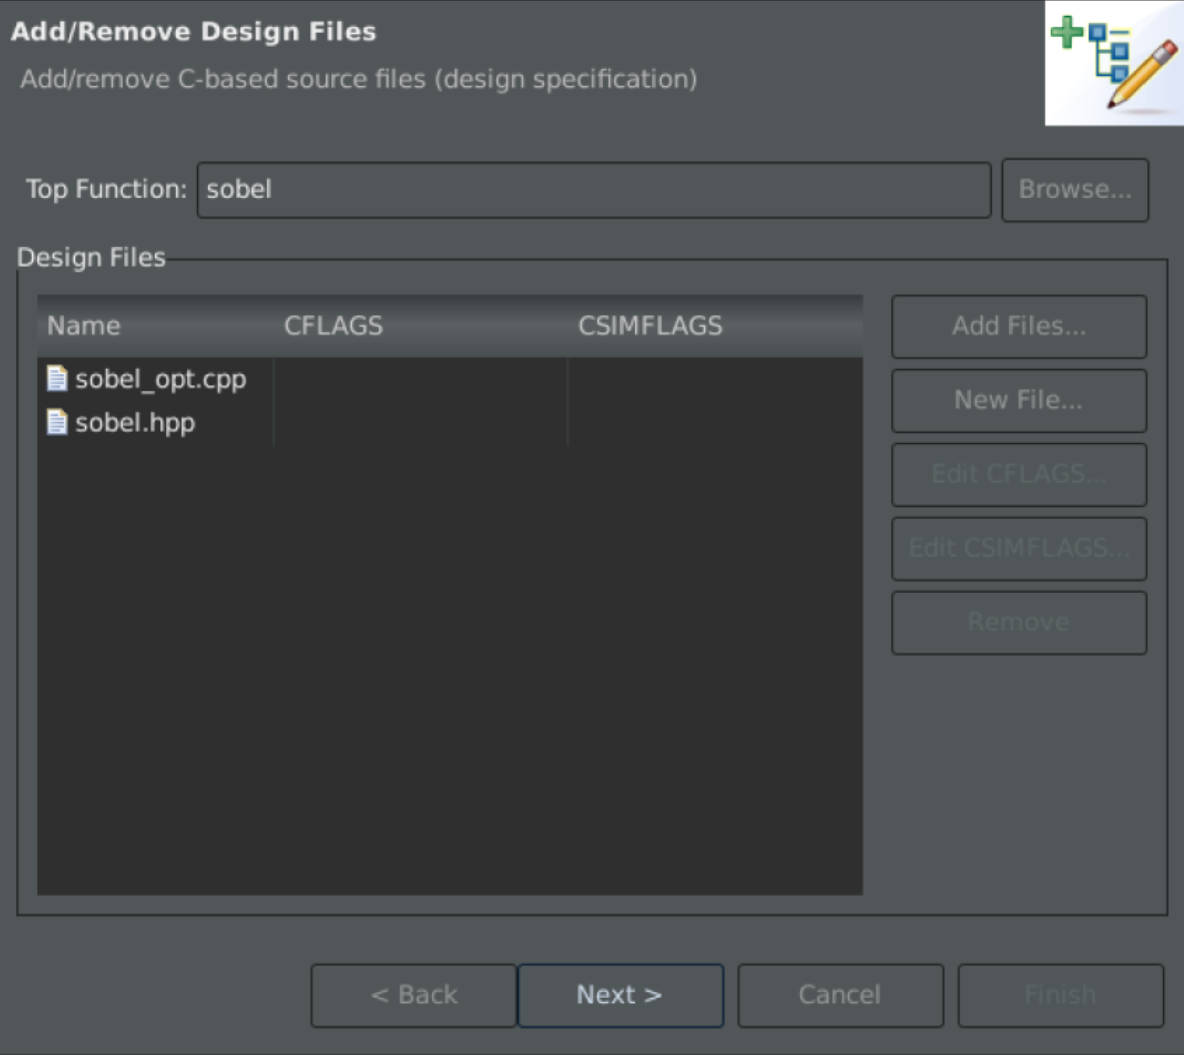 Add/Remove Design Files
Add/remove C-based source files (design specification)
Top Function: sobel Browse...
Design Files
Name CFLAGS CSIMFLAGS
sobel_opt.cpp
sobel.hpp
Add Files...
New File...
Edit CFLAGS...
Edit CSIMFLAGS...
Remove
< Back Next > Cancel Finish